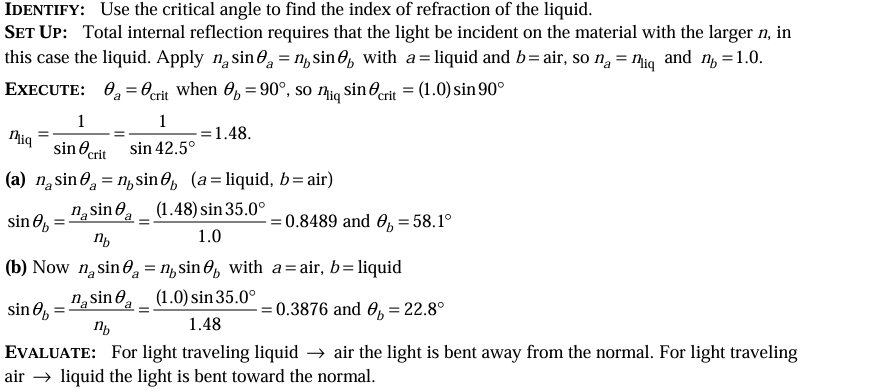 IDENTIFY: Use the critical angle to find the index of refraction of the liquid.
SET UP: Total internal reflection requires that the light be incident on the material with the larger n, in
this case the liquid. Apply n_a sin θ_a = n_b sin θ_b with a = liquid and b = air, so n_a = n_liq and n_b = 1.0.
EXECUTE: θ_a = θ_crit when θ_b = 90°, so n_liq sin θ_crit = (1.0) sin 90°
n_liq = 1 / sin θ_crit = 1 / sin 42.5° = 1.48.
(a) n_a sin θ_a = n_b sin θ_b (a = liquid, b = air)
sin θ_b = n_a sin θ_a / n_b = (1.48) sin 35.0° / 1.0 = 0.8489 and θ_b = 58.1°
(b) Now n_a sin θ_a = n_b sin θ_b with a = air, b = liquid
sin θ_b = n_a sin θ_a / n_b = (1.0) sin 35.0° / 1.48 = 0.3876 and θ_b = 22.8°
EVALUATE: For light traveling liquid → air the light is bent away from the normal. For light traveling
air → liquid the light is bent toward the normal.